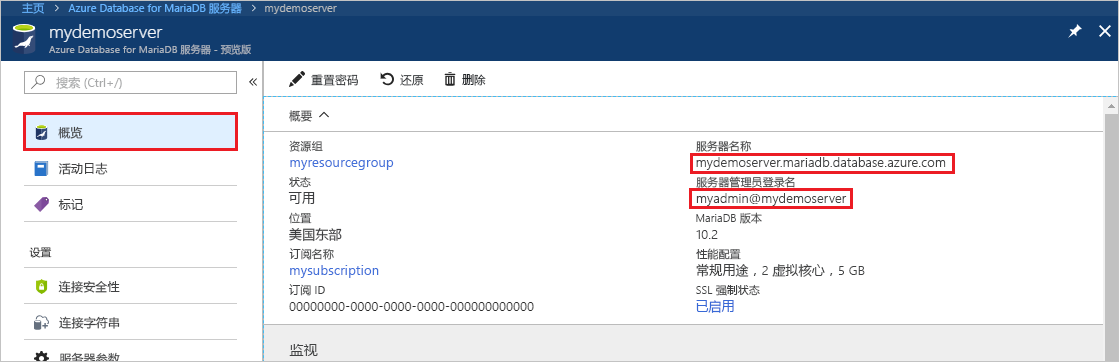 主页 > Azure Database for MariaDB 服务器 > mydemoserver
mydemoserver
Azure Database for MariaDB 服务器 - 预览版
搜索 (Ctrl+/)
«
概览
活动日志
标记
设置
连接安全性
连接字符串
服务器参数
重置密码
还原
删除
概要
资源组
myresourcegroup
状态
可用
位置
美国东部
订阅名称
mysubscription
订阅 ID
00000000-0000-0000-0000-000000000000
服务器名称
mydemoserver.mariadb.database.azure.com
服务器管理员登录名
myadmin@mydemoserver
MariaDB 版本
10.2
性能配置
常规用途，2 虚拟核心，5 GB
SSL 强制状态
已启用
监视